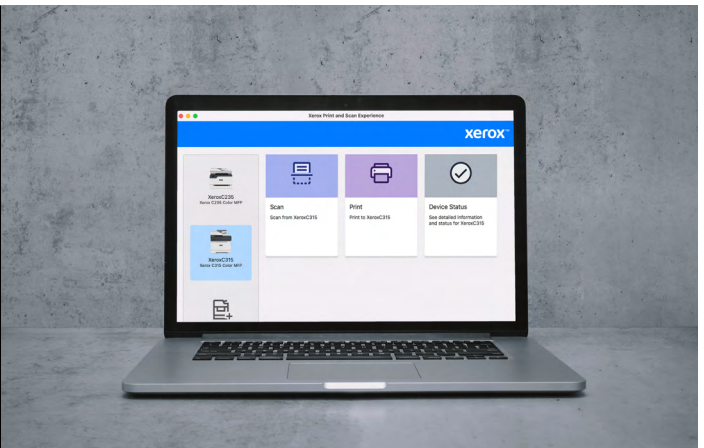 Xerox Print and Scan Experience
xerox™
XeroxC235
Xerox C235 Color MFP
XeroxC315
Xerox C315 Color MFP
Scan
Scan from XeroxC315
Print
Print to XeroxC315
Device Status
See detailed information
and status for XeroxC315